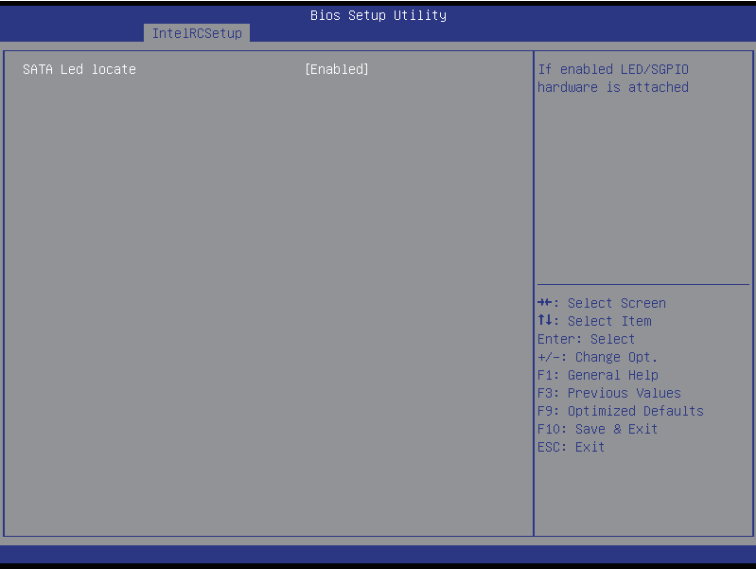 Bios Setup Utility
IntelRCSetup
SATA Led locate [Enabled]
If enabled LED/SGPIO
hardware is attached
→←: Select Screen
↑↓: Select Item
Enter: Select
+/-: Change Opt.
F1: General Help
F3: Previous Values
F9: Optimized Defaults
F10: Save & Exit
ESC: Exit